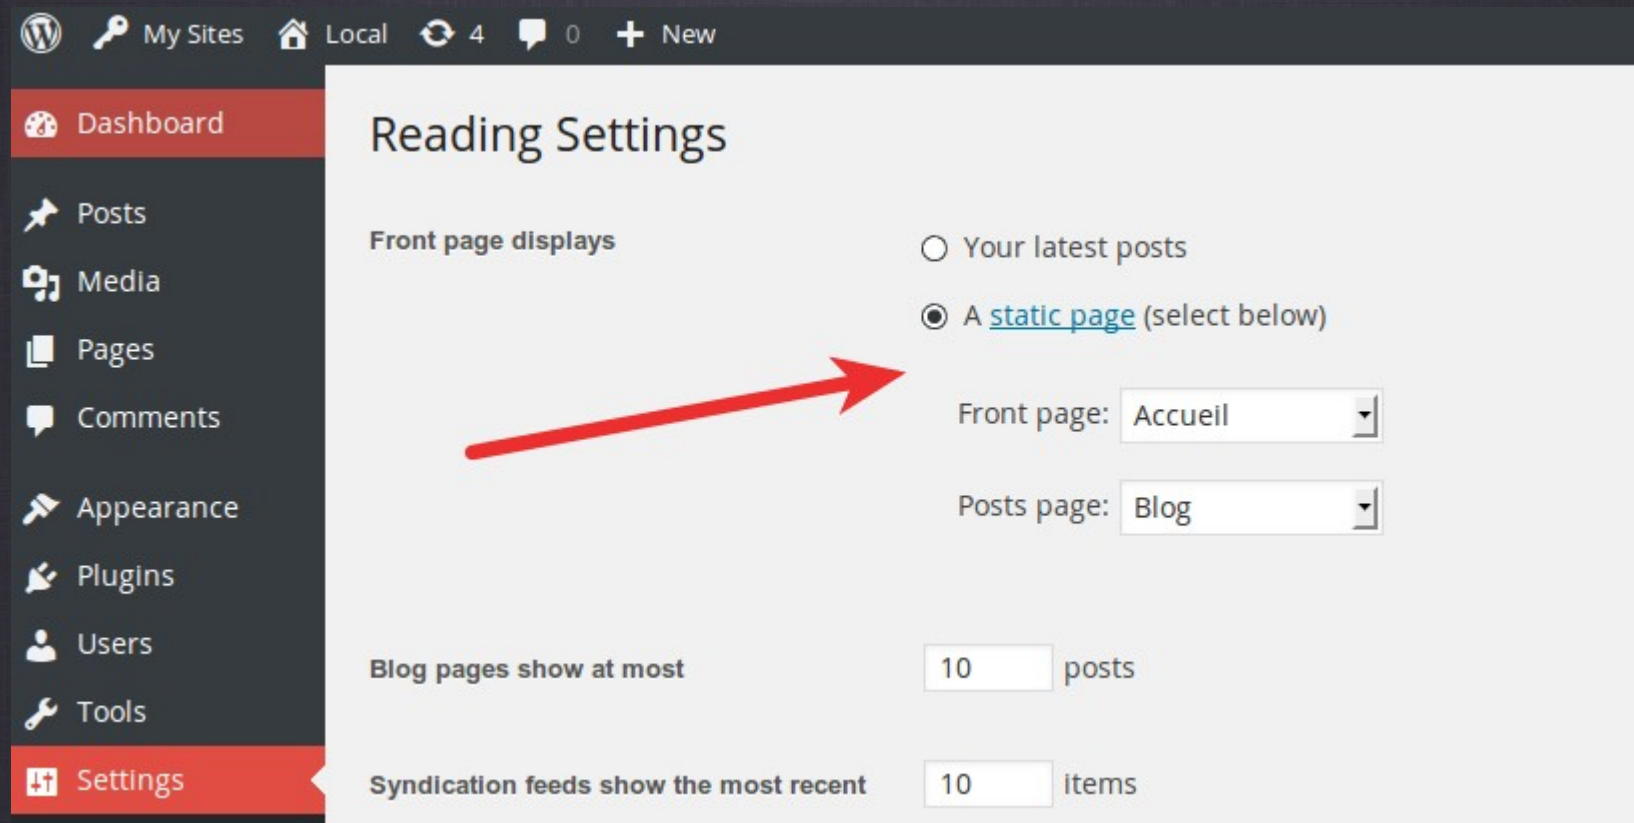 My Sites Local 4 0 New
Dashboard
Posts
Media
Pages
Comments
Appearance
Plugins
Users
Tools
Settings
Reading Settings
Front page displays
Your latest posts
A static page (select below)
Front page: Accueil
Posts page: Blog
Blog pages show at most 10 posts
Syndication feeds show the most recent 10 items